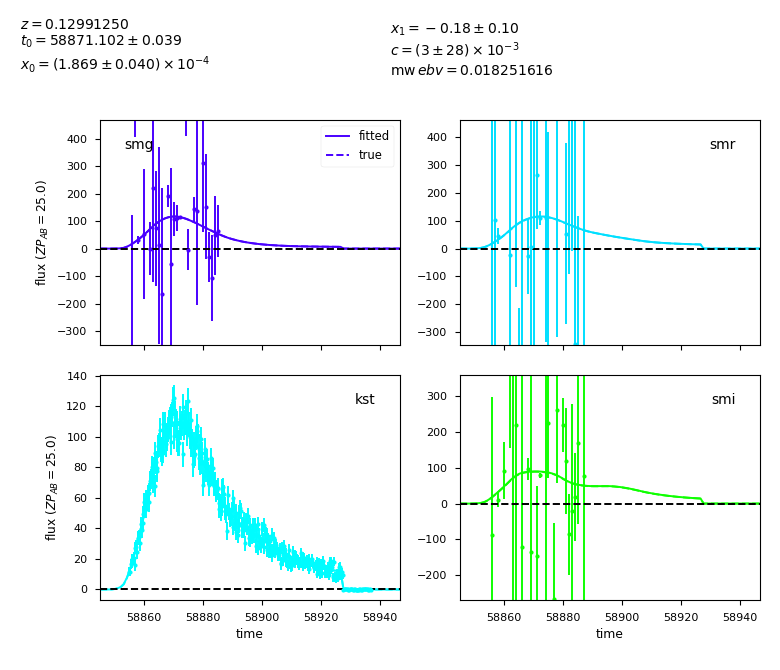 z = 0.12991250
t₀ = 58871.102 ± 0.039
x₀ = (1.869 ± 0.040) × 10⁻⁴
x₁ = −0.18 ± 0.10
c = (3 ± 28) × 10⁻³
mw ebv = 0.018251616
smg
fitted
true
400
300
200
100
0
−100
−200
−300
flux (ZP_AB = 25.0)
smr
400
300
200
100
0
−100
−200
−300
kst
140
120
100
80
60
40
20
0
flux (ZP_AB = 25.0)
58860 58880 58900 58920 58940
time
smi
300
200
100
0
−100
−200
58860 58880 58900 58920 58940
time